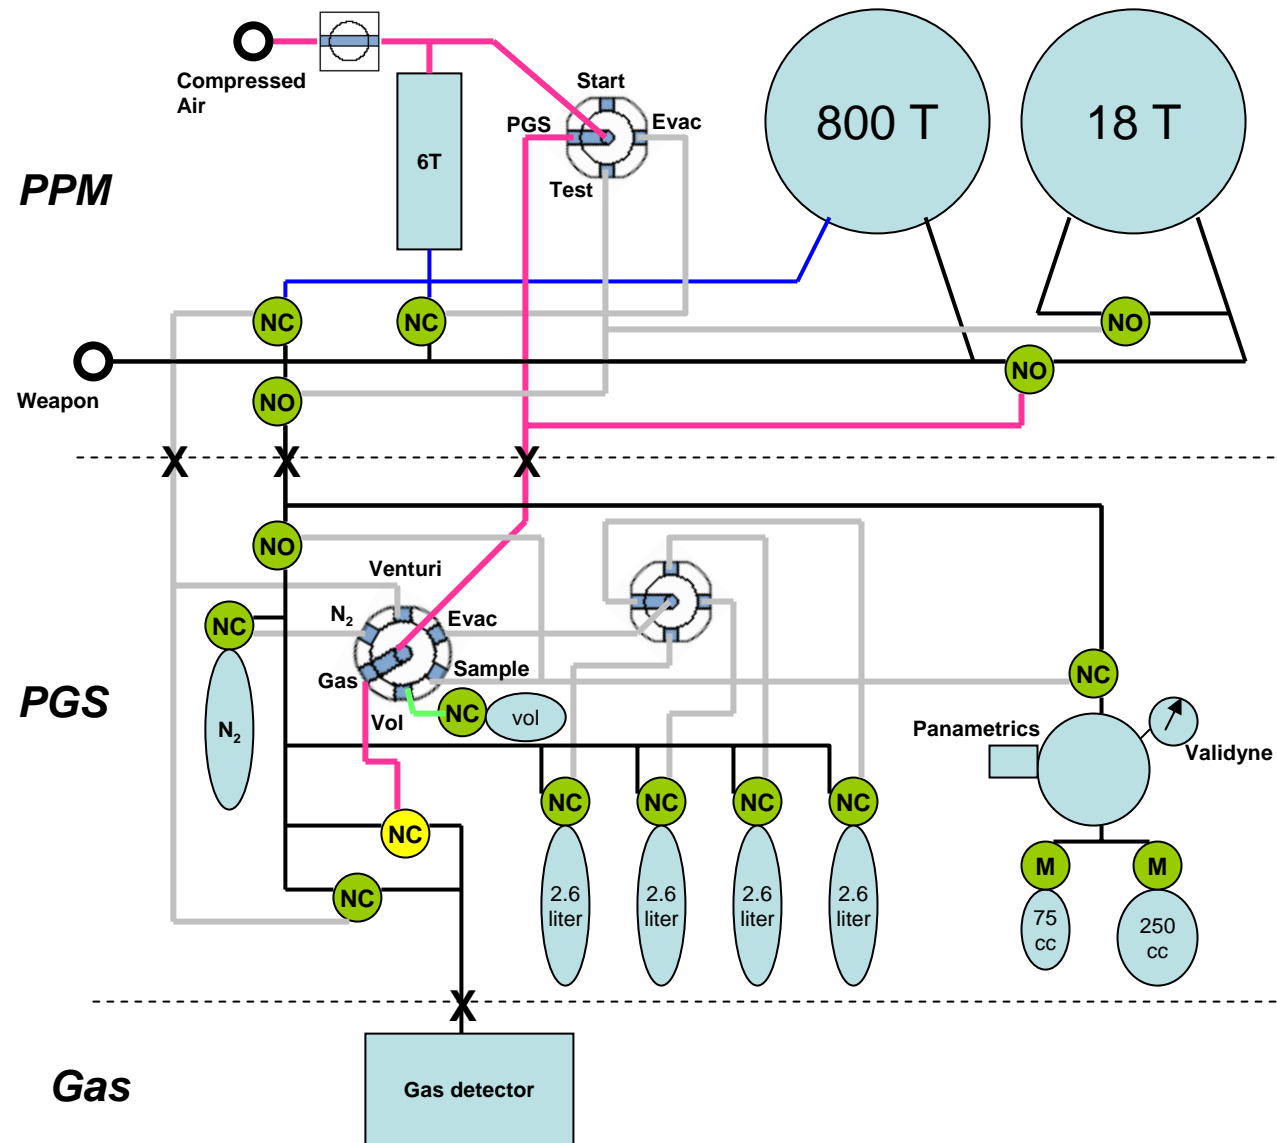 Compressed
Air
Start
PGS
Evac
Test
6T
800 T
18 T
PPM
NC
NC
NO
NO
Weapon
NO
X
X
X
NO
Venturi
N2
Evac
NC
Sample
Gas
NC
vol
Vol
NC
PGS
N2
Panametrics
Validyne
NC
NC
NC
NC
NC
NC
M
M
2.6
liter
2.6
liter
2.6
liter
2.6
liter
75
cc
250
cc
X
Gas
Gas detector